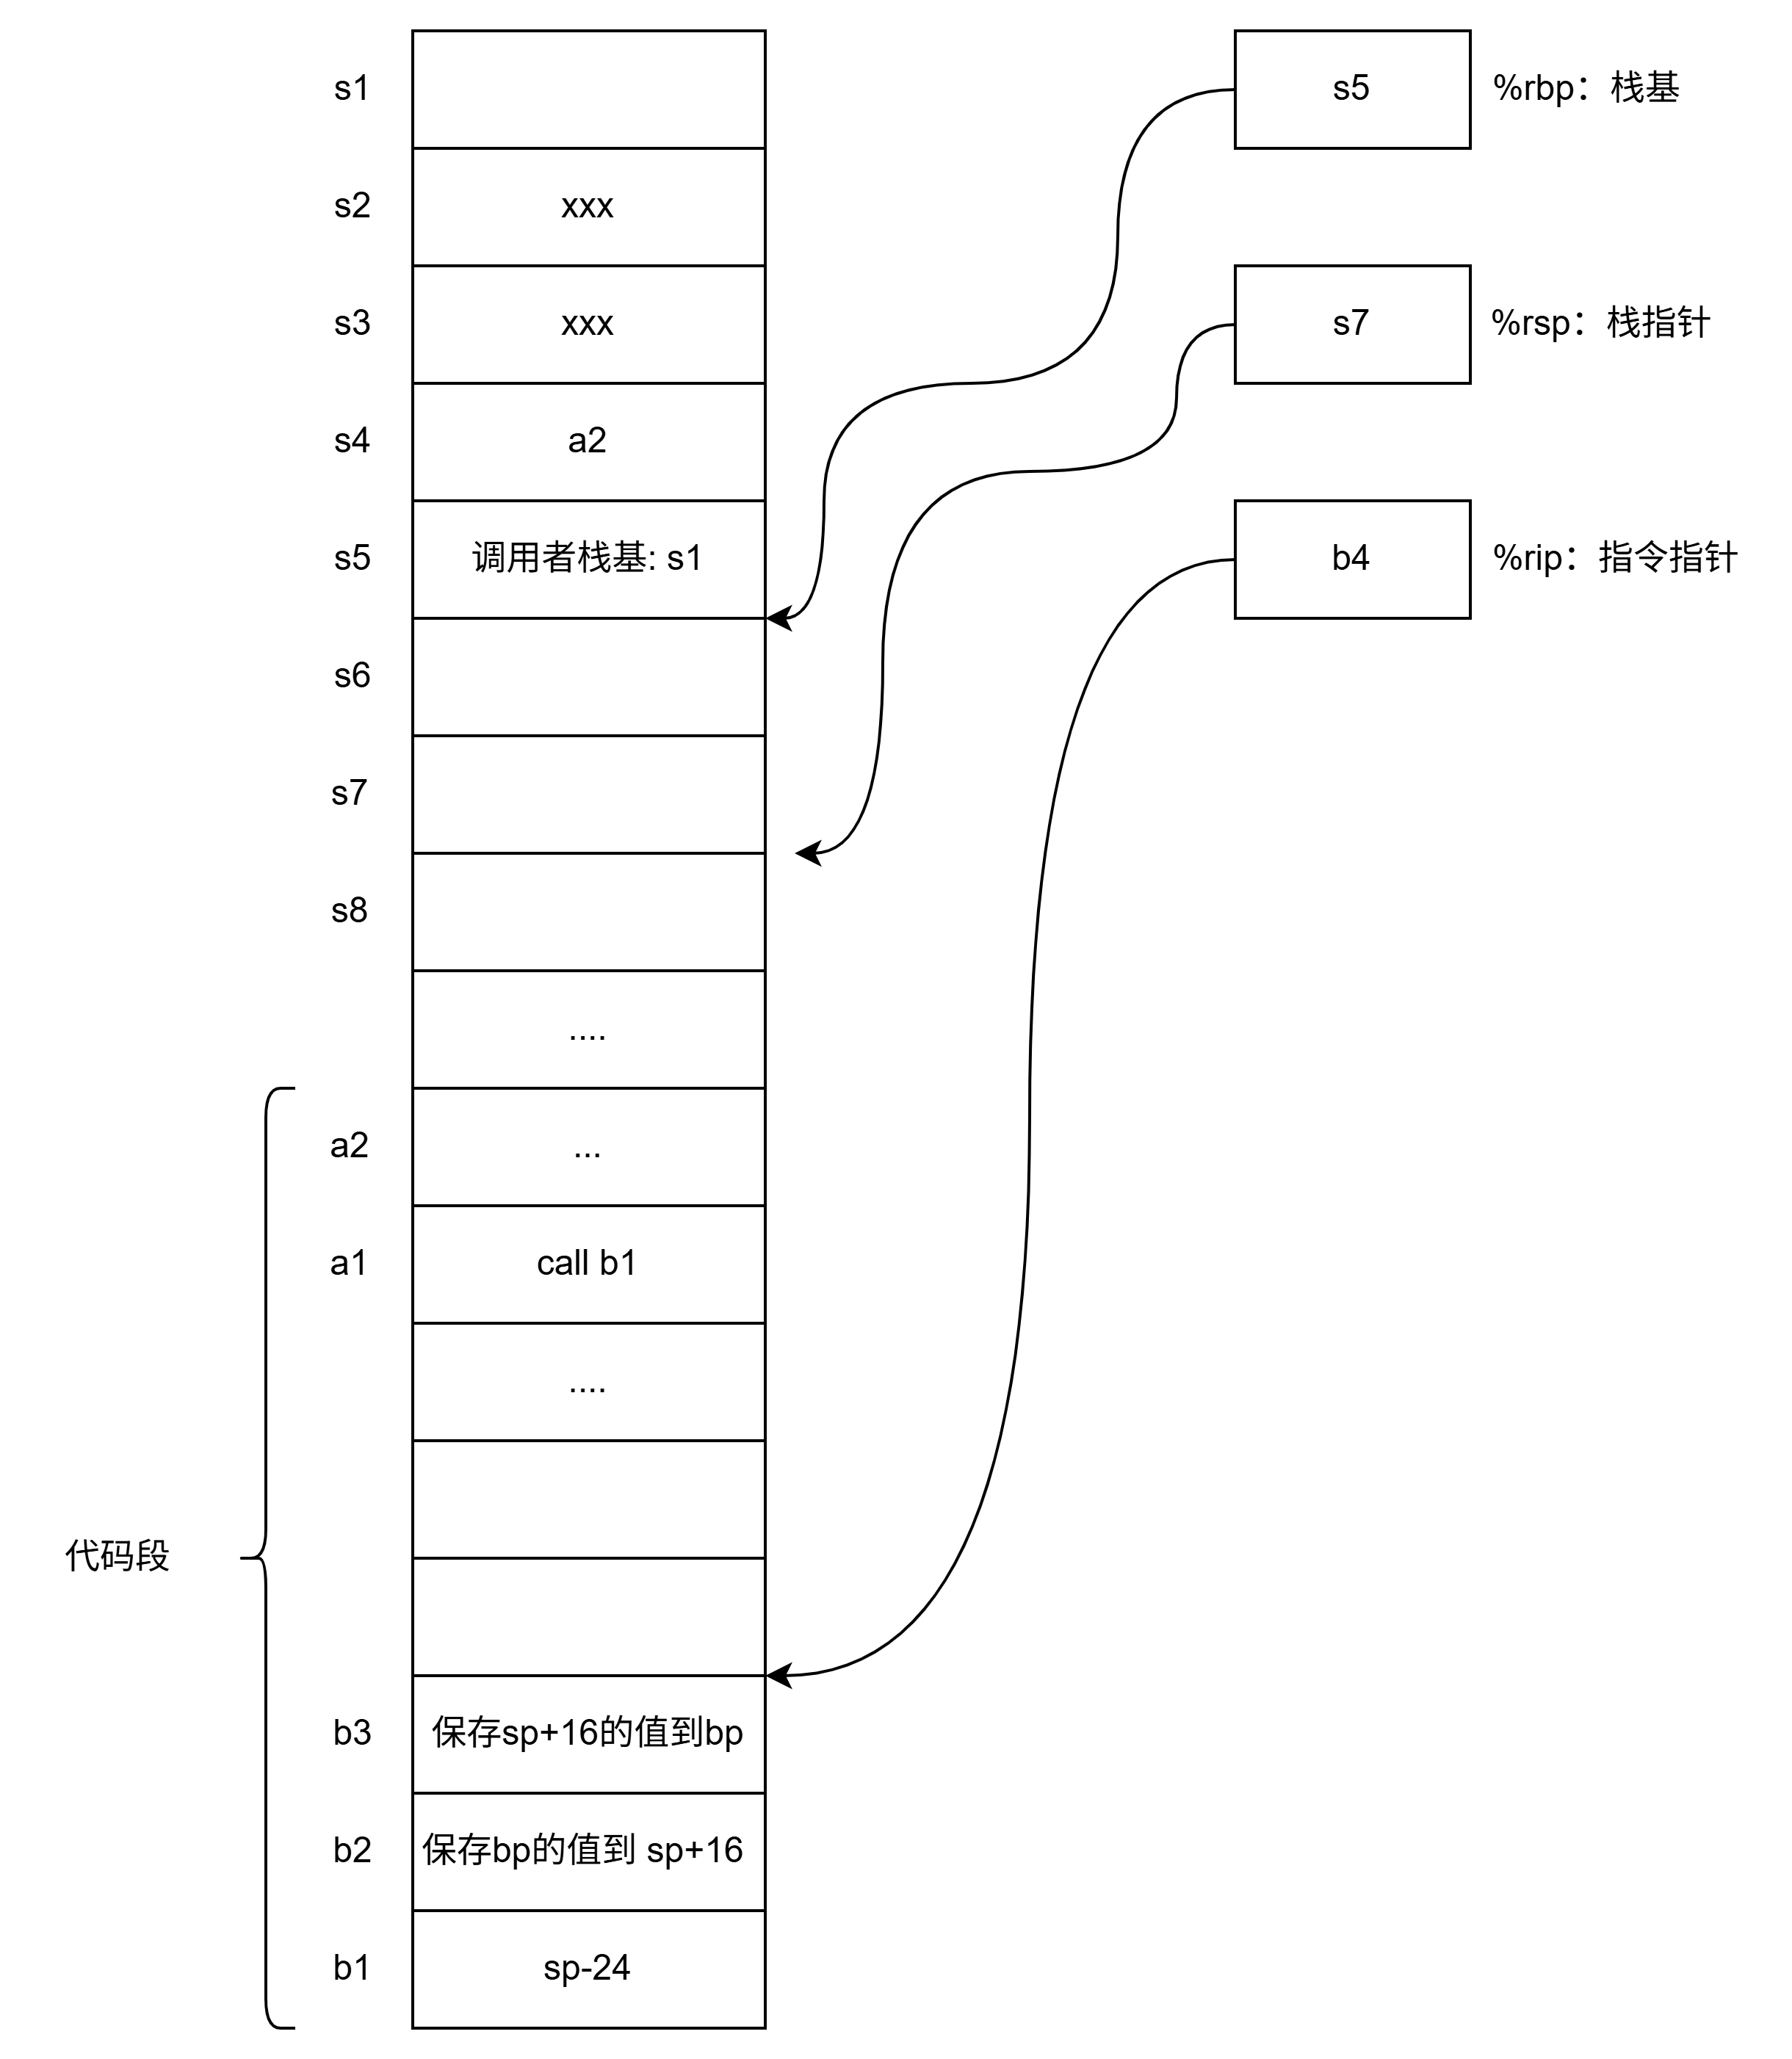 s1
s5
%rbp：栈基
s2
xxx
s3
xxx
s7
%rsp：栈指针
s4
a2
s5
调用者栈基: s1
b4
%rip：指令指针
s6
s7
s8
....
a2
...
a1
call b1
....
代码段
b3
保存sp+16的值到bp
b2
保存bp的值到 sp+16
b1
sp-24